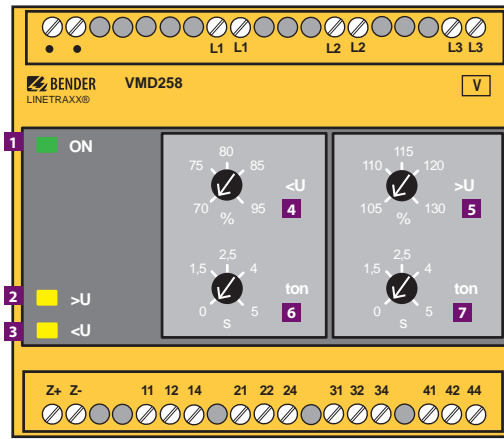 L1 L1 L2 L2 L3 L3
BENDER VMD258 V
LINETRAXX®
1 ON
70 75 80 85 95
%
<U
4
105 110 115 120 130
%
>U
5
2 >U
3 <U
0 1,5 2,5 4 5
s
ton
6
0 1,5 2,5 4 5
s
ton
7
Z+ Z- 11 12 14 21 22 24 31 32 34 41 42 44